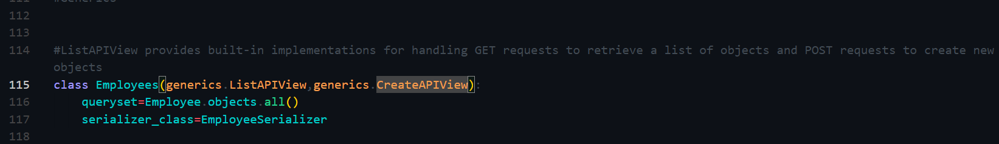 112
113
114 #ListAPIView provides built-in implementations for handling GET requests to retrieve a list of objects and POST requests to create new
objects
115 class Employees(generics.ListAPIView,generics.CreateAPIView):
116 queryset=Employee.objects.all()
117 serializer_class=EmployeeSerializer
118